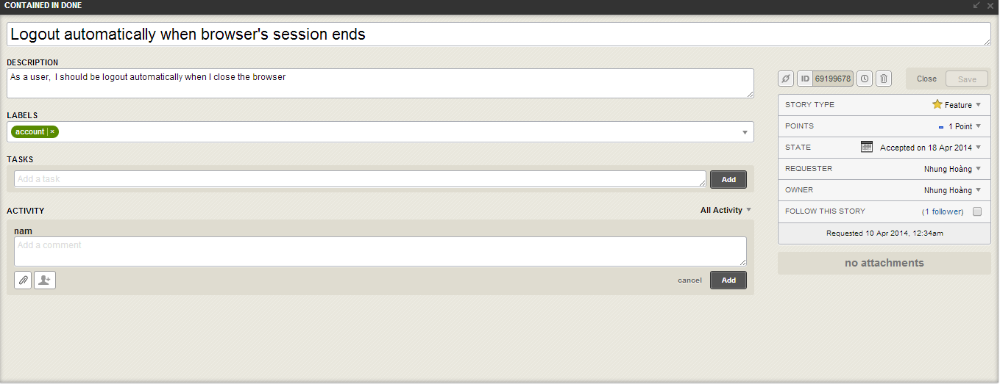 CONTAINED IN DONE
Logout automatically when browser's session ends
DESCRIPTION
As a user,  I should be logout automatically when I close the browser
ID 69199678
Close
Save
LABELS
account ×
STORY TYPE Feature
POINTS 1 Point
STATE Accepted on 18 Apr 2014
REQUESTER Nhung Hoàng
OWNER Nhung Hoàng
FOLLOW THIS STORY (1 follower)
Requested 10 Apr 2014, 12:34am
no attachments
TASKS
Add a task
Add
ACTIVITY
All Activity
nam
Add a comment
cancel
Add